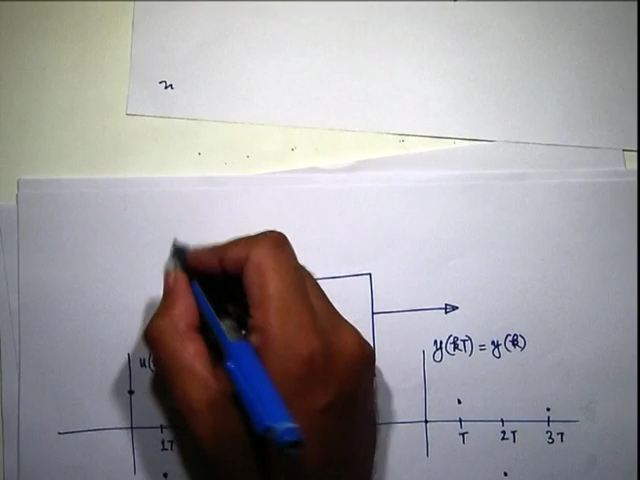 y(kT) = y(k)
u(
1T
T 2T 3T